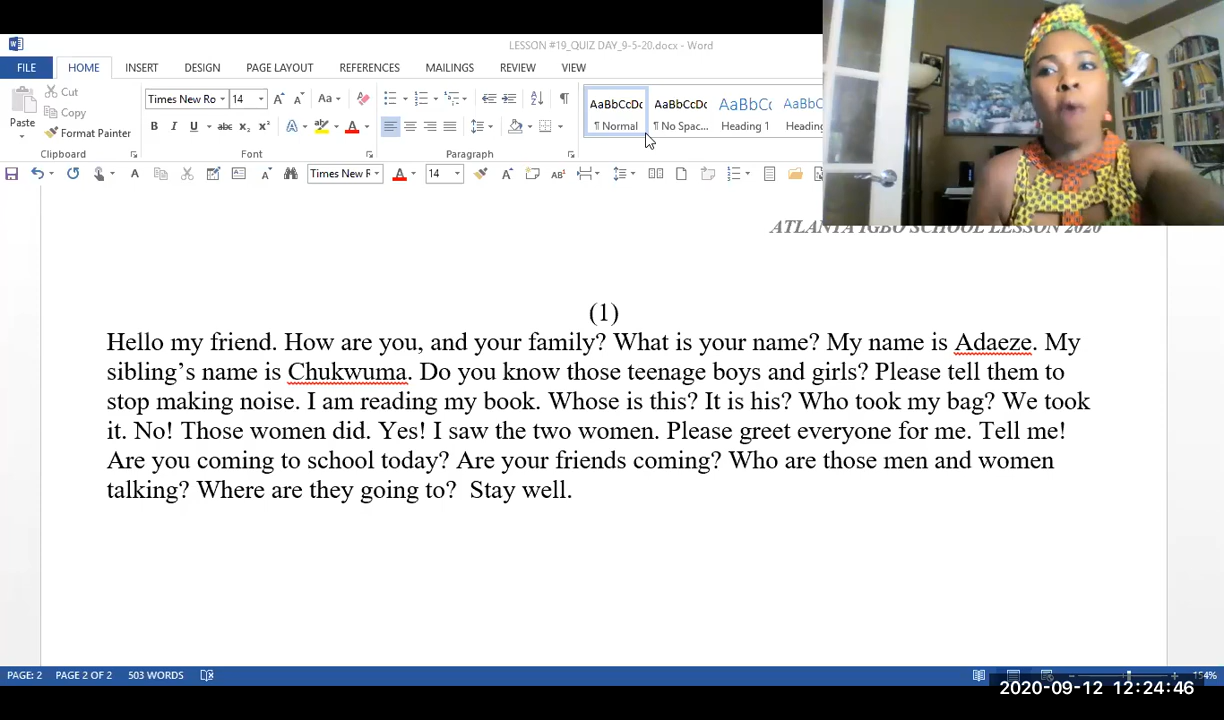 LESSON #19_QUIZ DAY_9-5-20.docx - Word
FILE HOME INSERT DESIGN PAGE LAYOUT REFERENCES MAILINGS REVIEW VIEW
Cut
Copy
Format Painter
Paste
Clipboard
Times New Ro 14
Aa
B I U abc x₂ x² A A
Font
Paragraph
AaBbCcDc AaBbCcDc AaBbCc AaBbC
¶ Normal ¶ No Spac... Heading 1 Heading
Times New R 14
ATLANTA IGBO SCHOOL LESSON 2020
(1)
Hello my friend. How are you, and your family? What is your name? My name is Adaeze. My
sibling’s name is Chukwuma. Do you know those teenage boys and girls? Please tell them to
stop making noise. I am reading my book. Whose is this? It is his? Who took my bag? We took
it. No! Those women did. Yes! I saw the two women. Please greet everyone for me. Tell me!
Are you coming to school today? Are your friends coming? Who are those men and women
talking? Where are they going to?  Stay well.
PAGE: 2 PAGE 2 OF 2 503 WORDS
154%
2020-09-12 12:24:46